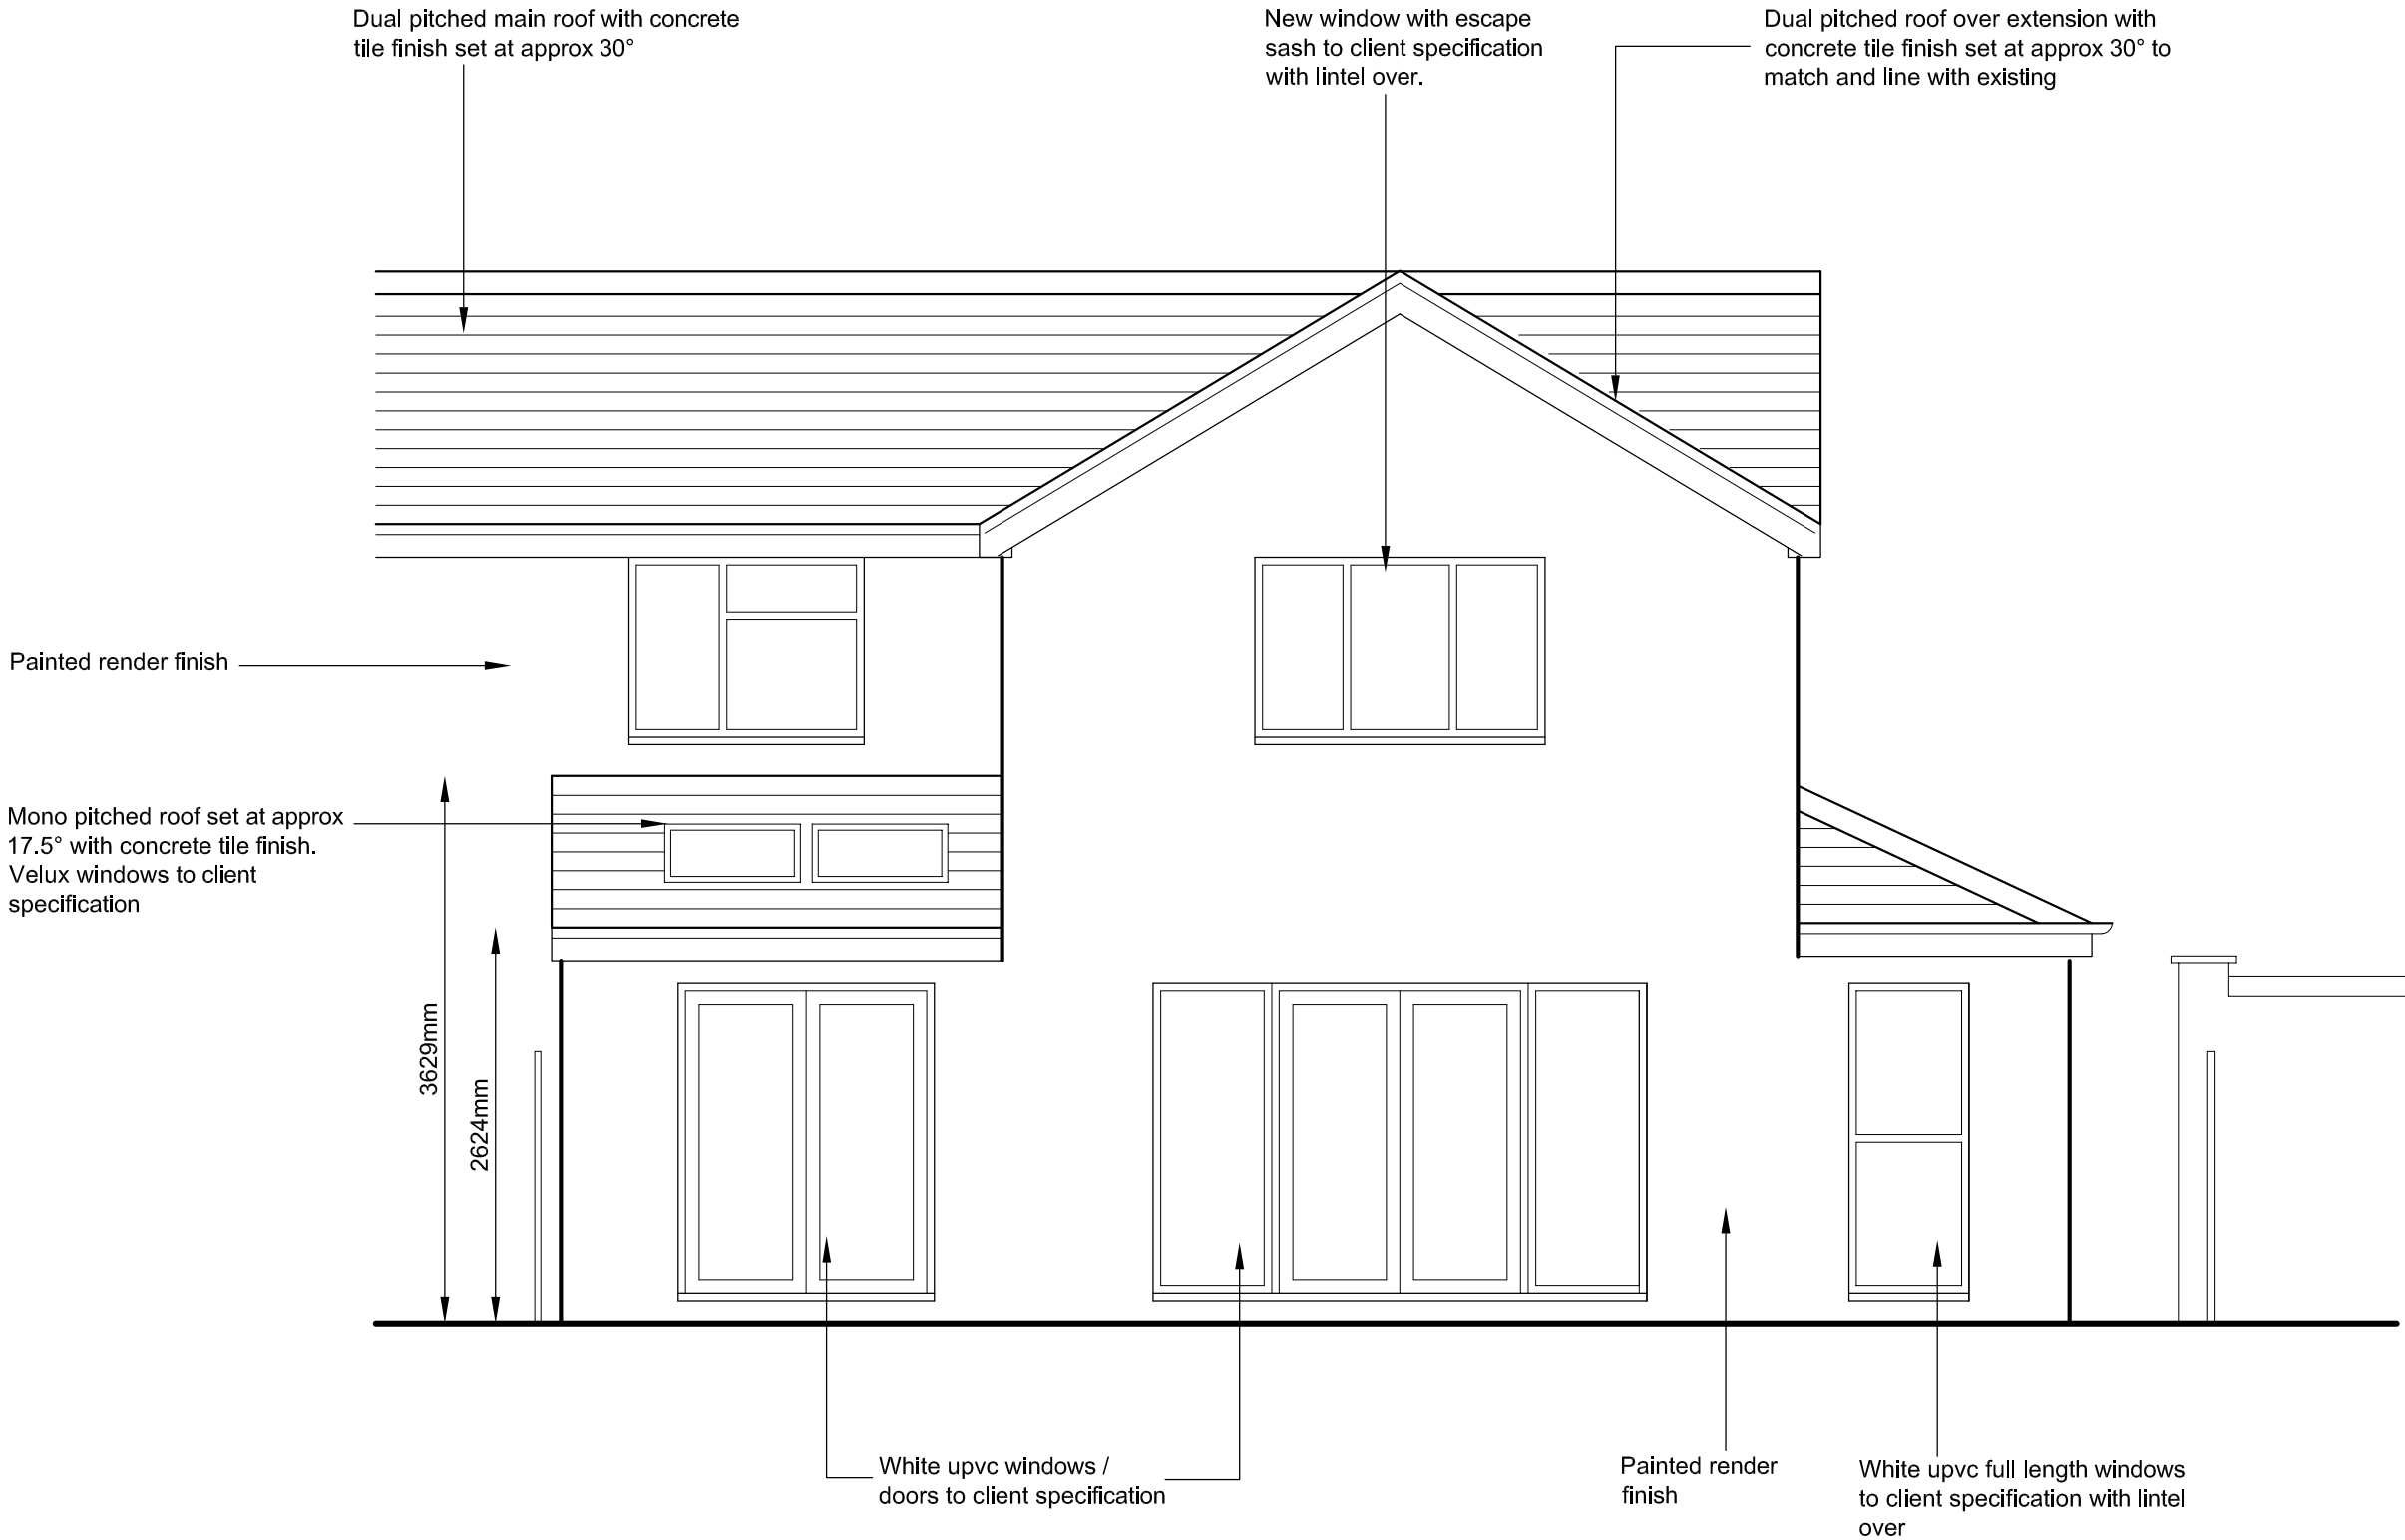 Dual pitched main roof with concrete
tile finish set at approx 30°
New window with escape
sash to client specification
with lintel over.
Dual pitched roof over extension with
concrete tile finish set at approx 30° to
match and line with existing
Painted render finish
Mono pitched roof set at approx
17.5° with concrete tile finish.
Velux windows to client
specification
3629mm
2624mm
White upvc windows /
doors to client specification
Painted render
finish
White upvc full length windows
to client specification with lintel
over